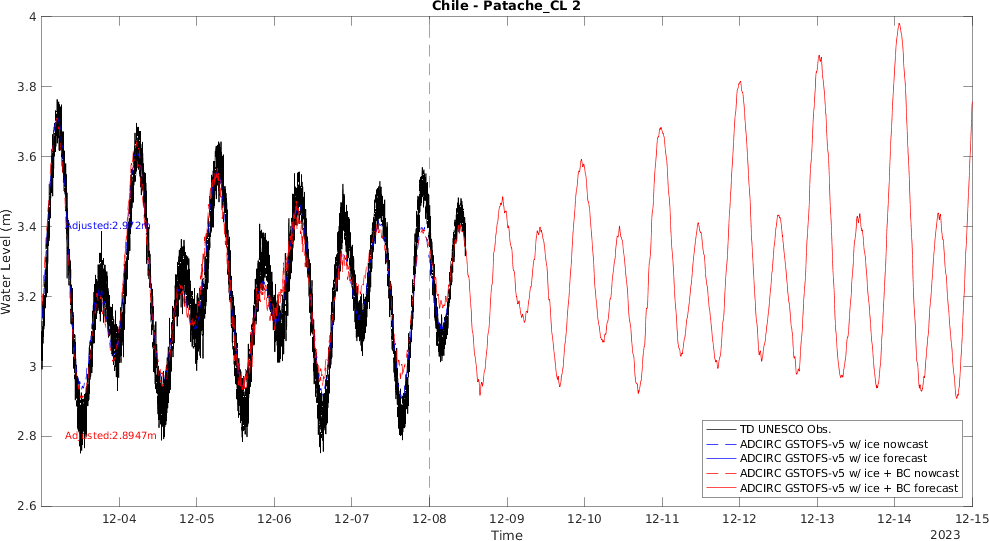 Chile - Patache_CL 2
4
3.8
3.6
3.4
3.2
3
2.8
2.6
Water Level (m)
Adjusted:2.972m
Adjusted:2.8947m
TD UNESCO Obs.
ADCIRC GSTOFS-v5 w/ ice nowcast
ADCIRC GSTOFS-v5 w/ ice forecast
ADCIRC GSTOFS-v5 w/ ice + BC nowcast
ADCIRC GSTOFS-v5 w/ ice + BC forecast
12-04 12-05 12-06 12-07 12-08 12-09 12-10 12-11 12-12 12-13 12-14 12-15
Time
2023